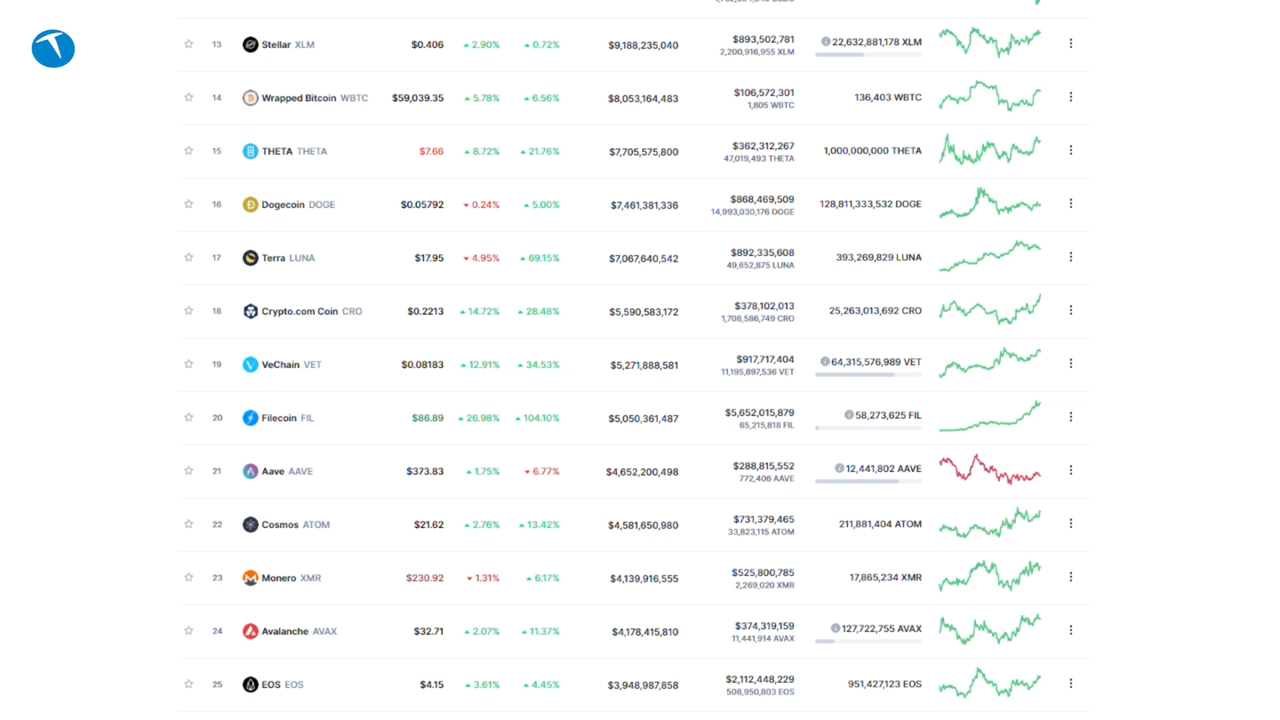 13 Stellar XLM $0.406 2.90% 0.72% $9,188,235,040 $893,502,781 22,632,881,178 XLM
2,200,916,955 XLM
14 Wrapped Bitcoin WBTC $59,039.35 5.78% 6.56% $8,053,164,483 $106,572,301 136,403 WBTC
1,805 WBTC
15 THETA THETA $7.66 8.72% 21.76% $7,705,575,800 $362,312,267 1,000,000,000 THETA
47,019,493 THETA
16 Dogecoin DOGE $0.05792 0.24% 5.00% $7,461,381,336 $868,469,509 128,811,333,532 DOGE
14,993,030,176 DOGE
17 Terra LUNA $17.95 4.95% 69.15% $7,067,640,542 $892,335,608 393,269,829 LUNA
49,652,875 LUNA
18 Crypto.com Coin CRO $0.2213 14.72% 28.48% $5,590,583,172 $378,102,013 25,263,013,692 CRO
1,708,586,749 CRO
19 VeChain VET $0.08183 12.91% 34.53% $5,271,888,581 $917,717,404 64,315,576,989 VET
11,195,897,536 VET
20 Filecoin FIL $86.89 26.98% 104.10% $5,050,361,487 $5,652,015,879 58,273,625 FIL
65,215,818 FIL
21 Aave AAVE $373.83 1.75% 6.77% $4,652,200,498 $288,815,552 12,441,802 AAVE
772,406 AAVE
22 Cosmos ATOM $21.62 2.76% 13.42% $4,581,650,980 $731,379,465 211,881,404 ATOM
33,823,115 ATOM
23 Monero XMR $230.92 1.31% 6.17% $4,139,916,555 $525,800,785 17,865,234 XMR
2,269,020 XMR
24 Avalanche AVAX $32.71 2.07% 11.37% $4,178,415,810 $374,319,159 127,722,755 AVAX
11,441,914 AVAX
25 EOS EOS $4.15 3.61% 4.45% $3,948,987,858 $2,112,448,229 951,427,123 EOS
508,950,803 EOS